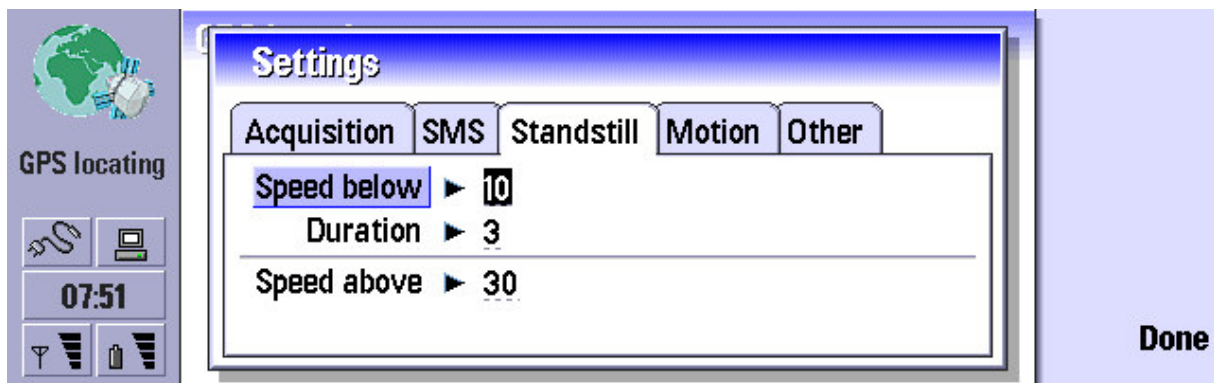 Settings
Acquisition SMS Standstill Motion Other
GPS locating
Speed below 10
Duration 3
Speed above 30
07:51
Done